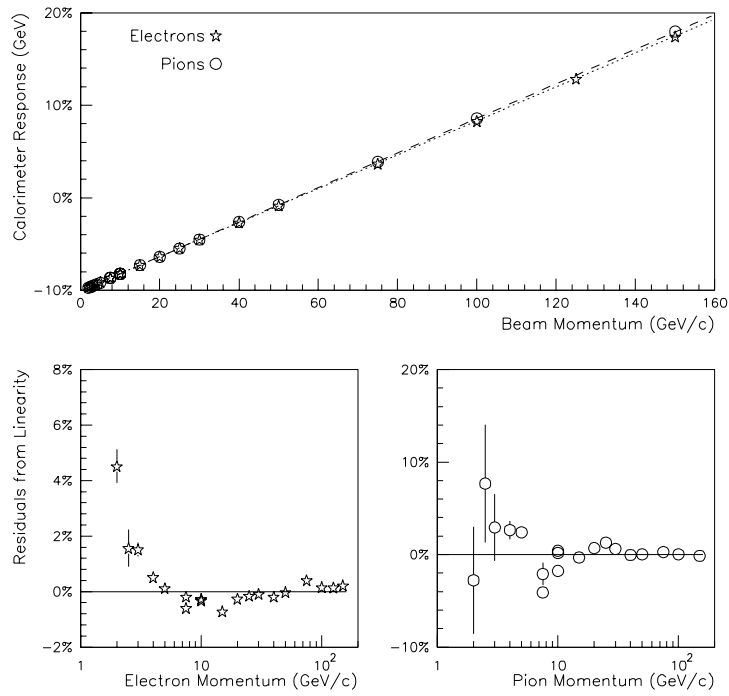 20%
10%
0%
−10%
Calorimeter Response (GeV)
Electrons ☆
Pions ○
0 20 40 60 80 100 120 140 160
Beam Momentum (GeV/c)
8%
6%
4%
2%
0%
−2%
Residuals from Linearity
1 10 10²
Electron Momentum (GeV/c)
20%
10%
0%
−10%
1 10 10²
Pion Momentum (GeV/c)